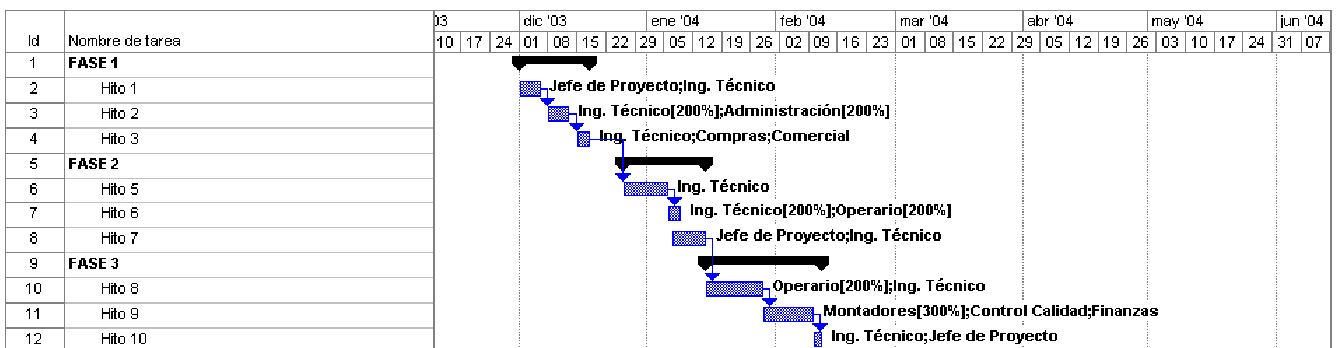 03 dic '03 ene '04 feb '04 mar '04 abr '04 may '04 jun '04
Id Nombre de tarea 10 17 24 01 08 15 22 29 05 12 19 26 02 09 16 23 01 08 15 22 29 05 12 19 26 03 10 17 24 31 07
1 FASE 1
2 Hito 1 Jefe de Proyecto;Ing. Técnico
3 Hito 2 Ing. Técnico[200%];Administración[200%]
4 Hito 3 Ing. Técnico;Compras;Comercial
5 FASE 2
6 Hito 5 Ing. Técnico
7 Hito 6 Ing. Técnico[200%];Operario[200%]
8 Hito 7 Jefe de Proyecto;Ing. Técnico
9 FASE 3
10 Hito 8 Operario[200%];Ing. Técnico
11 Hito 9 Montadores[300%];Control Calidad;Finanzas
12 Hito 10 Ing. Técnico;Jefe de Proyecto